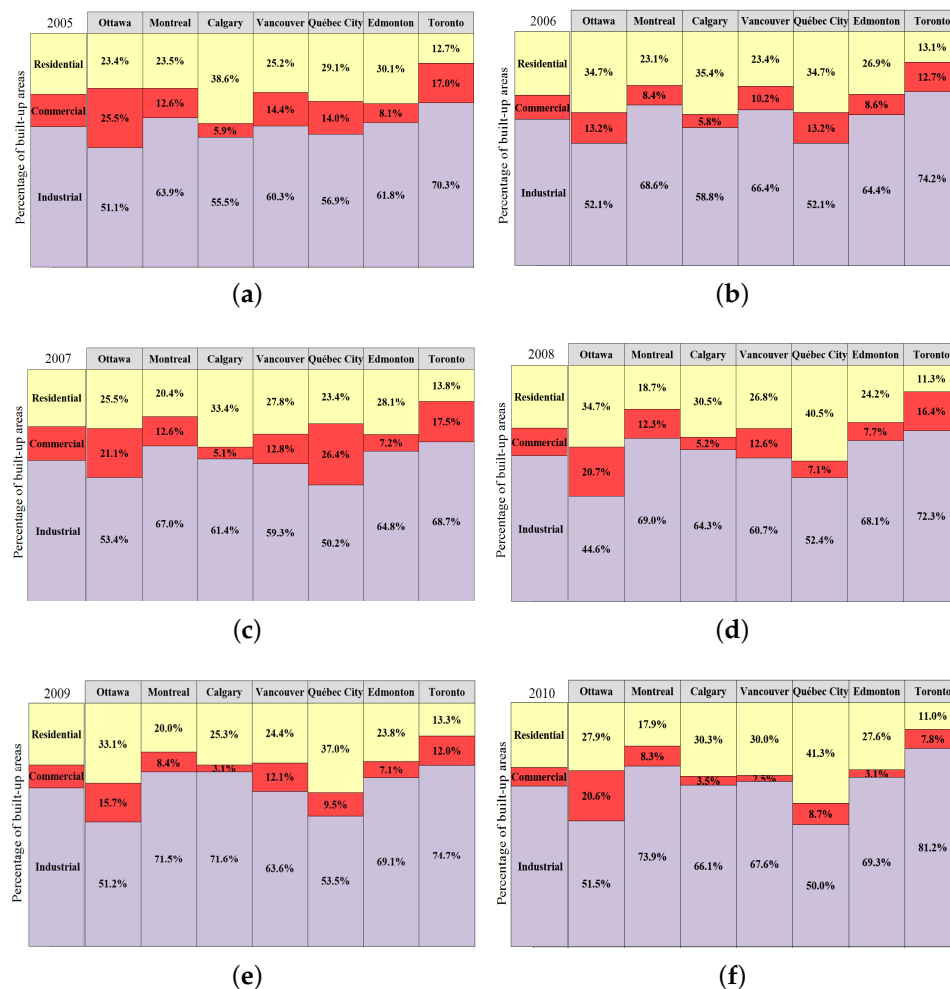 2005 Ottawa Montreal Calgary Vancouver Québec City Edmonton Toronto
Percentage of built-up areas
Residential 23.4% 23.5% 38.6% 25.2% 29.1% 30.1% 12.7%
Commercial 25.5% 12.6% 5.9% 14.4% 14.0% 8.1% 17.0%
Industrial 51.1% 63.9% 55.5% 60.3% 56.9% 61.8% 70.3%
(a)
2006 Ottawa Montreal Calgary Vancouver Québec City Edmonton Toronto
Percentage of built-up areas
Residential 34.7% 23.1% 35.4% 23.4% 34.7% 26.9% 13.1%
Commercial 13.2% 8.4% 5.8% 10.2% 13.2% 8.6% 12.7%
Industrial 52.1% 68.6% 58.8% 66.4% 52.1% 64.4% 74.2%
(b)
2007 Ottawa Montreal Calgary Vancouver Québec City Edmonton Toronto
Percentage of built-up areas
Residential 25.5% 20.4% 33.4% 27.8% 23.4% 28.1% 13.8%
Commercial 21.1% 12.6% 5.1% 12.8% 26.4% 7.2% 17.5%
Industrial 53.4% 67.0% 61.4% 59.3% 50.2% 64.8% 68.7%
(c)
2008 Ottawa Montreal Calgary Vancouver Québec City Edmonton Toronto
Percentage of built-up areas
Residential 34.7% 18.7% 30.5% 26.8% 40.5% 24.2% 11.3%
Commercial 20.7% 12.3% 5.2% 12.6% 7.1% 7.7% 16.4%
Industrial 44.6% 69.0% 64.3% 60.7% 52.4% 68.1% 72.3%
(d)
2009 Ottawa Montreal Calgary Vancouver Québec City Edmonton Toronto
Percentage of built-up areas
Residential 33.1% 20.0% 25.3% 24.4% 37.0% 23.8% 13.3%
Commercial 15.7% 8.4% 3.1% 12.1% 9.5% 7.1% 12.0%
Industrial 51.2% 71.5% 71.6% 63.6% 53.5% 69.1% 74.7%
(e)
2010 Ottawa Montreal Calgary Vancouver Québec City Edmonton Toronto
Percentage of built-up areas
Residential 27.9% 17.9% 30.3% 30.0% 41.3% 27.6% 11.0%
Commercial 20.6% 8.3% 3.5% 2.5% 8.7% 3.1% 7.8%
Industrial 51.5% 73.9% 66.1% 67.6% 50.0% 69.3% 81.2%
(f)